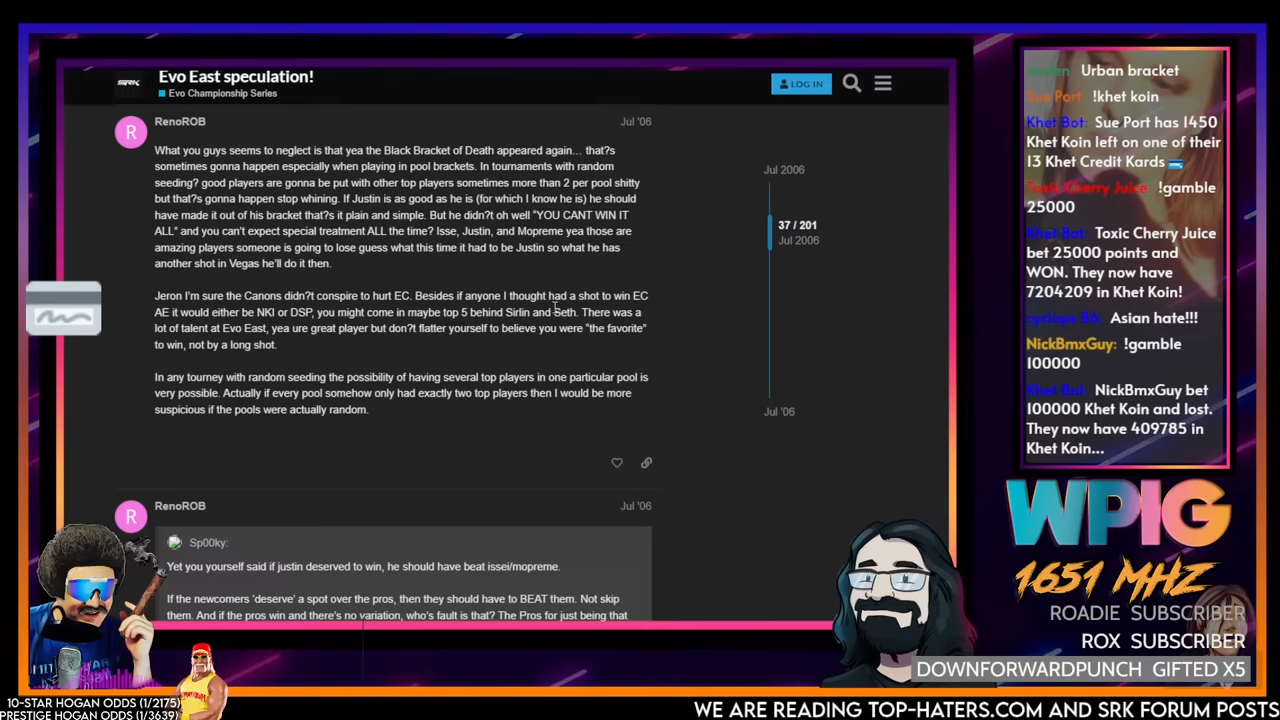 SRK
Evo East speculation!
Evo Championship Series
LOG IN
R
RenoROB
Jul '06
What you guys seems to neglect is that yea the Black Bracket of Death appeared again… that?s
sometimes gonna happen especially when playing in pool brackets. In tournaments with random
seeding? good players are gonna be put with other top players sometimes more than 2 per pool shitty
but that?s gonna happen stop whining. If Justin is as good as he is (for which I know he is) he should
have made it out of his bracket that?s it plain and simple. But he didn?t oh well "YOU CANT WIN IT
ALL" and you can't expect special treatment ALL the time? Isse, Justin, and Mopreme yea those are
amazing players someone is going to lose guess what this time it had to be Justin so what he has
another shot in Vegas he'll do it then.
Jeron I'm sure the Canons didn?t conspire to hurt EC. Besides if anyone I thought had a shot to win EC
AE it would either be NKI or DSP, you might come in maybe top 5 behind Sirlin and Seth. There was a
lot of talent at Evo East, yea ure great player but don?t flatter yourself to believe you were "the favorite"
to win, not by a long shot.
In any tourney with random seeding the possibility of having several top players in one particular pool is
very possible. Actually if every pool somehow only had exactly two top players then I would be more
suspicious if the pools were actually random.
Jul 2006
37 / 201
Jul 2006
Jul '06
R
RenoROB
Jul '06
Sp00ky:
Yet you yourself said if justin deserved to win, he should have beat issei/mopreme.
If the newcomers 'deserve' a spot over the pros, then they should have to BEAT them. Not skip
them. And if the pros win and there's no variation, who's fault is that? The Pros for just being that
Urban bracket
Sue Port !khet koin
Khet Bot: Sue Port has 1450
Khet Koin left on one of their
13 Khet Credit Kards
Toxic Cherry Juice !gamble
25000
Khet Bot: Toxic Cherry Juice
bet 25000 points and
WON. They now have
7204209 in Khet Koin!
cyclops 86: Asian hate!!!
NickBmxGuy: !gamble
100000
Khet Bot: NickBmxGuy bet
100000 Khet Koin and lost.
They now have 409785 in
Khet Koin...
WPIG
1651 MHZ
ROADIE SUBSCRIBER
ROX SUBSCRIBER
DOWNFORWARDPUNCH GIFTED X5
10-STAR HOGAN ODDS (1/2175)
PRESTIGE HOGAN ODDS (1/3639)
WE ARE READING TOP-HATERS.COM AND SRK FORUM POSTS